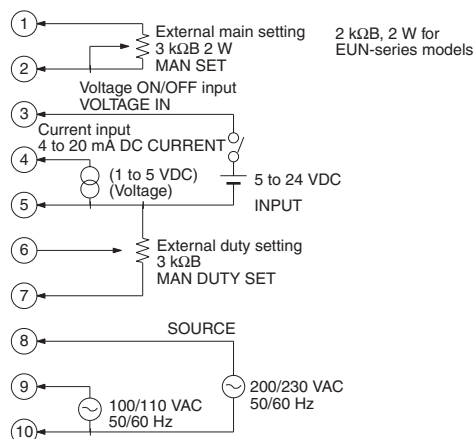 1
External main setting
3 kΩB 2 W
MAN SET
2 kΩB, 2 W for
EUN-series models
2
Voltage ON/OFF input
VOLTAGE IN
3
Current input
4 to 20 mA DC CURRENT
4
(1 to 5 VDC)
(Voltage)
5 to 24 VDC
5
INPUT
6
External duty setting
3 kΩB
MAN DUTY SET
7
SOURCE
8
9
100/110 VAC
50/60 Hz
200/230 VAC
50/60 Hz
10